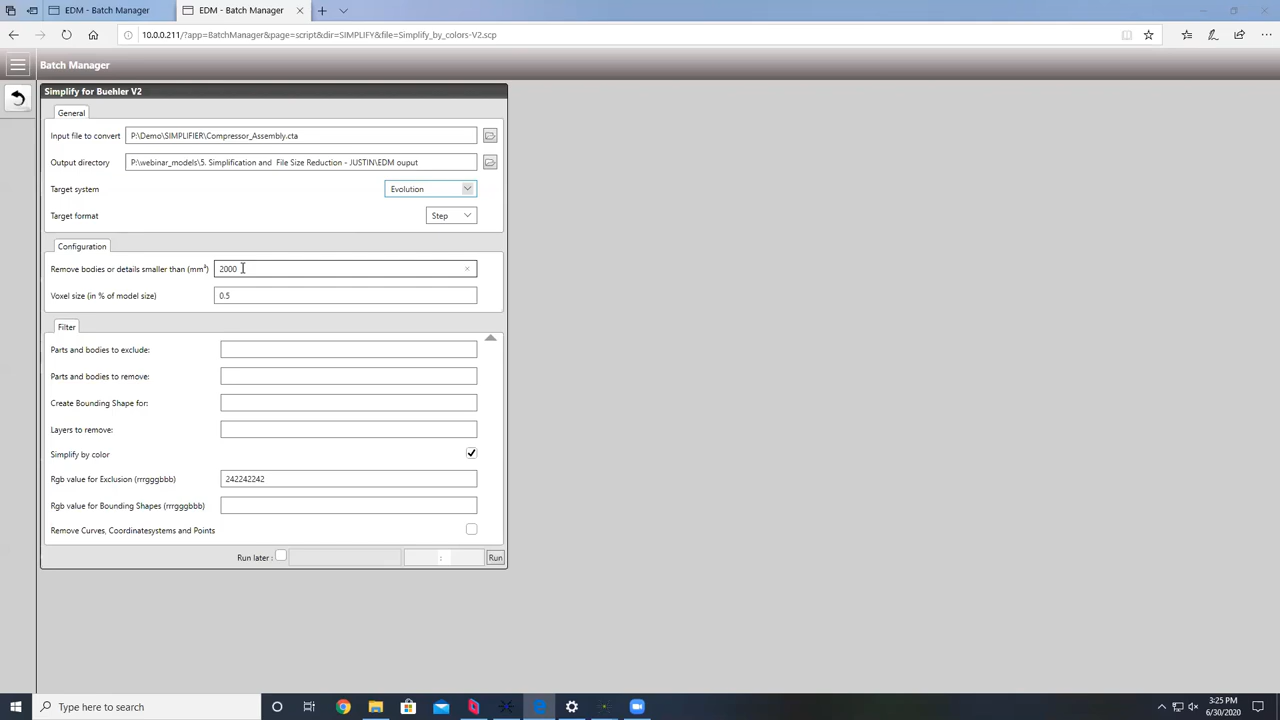 EDM - Batch Manager
EDM - Batch Manager
10.0.0.211/?app=BatchManager&page=script&dir=SIMPLIFY&file=Simplify_by_colors-V2.scp
Batch Manager
Simplify for Buehler V2
General
Input file to convert P:\Demo\SIMPLIFIER\Compressor_Assembly.cta
Output directory P:\webinar_models\5. Simplification and File Size Reduction - JUSTIN\EDM ouput
Target system Evolution
Target format Step
Configuration
Remove bodies or details smaller than (mm³) 2000
Voxel size (in % of model size) 0.5
Filter
Parts and bodies to exclude:
Parts and bodies to remove:
Create Bounding Shape for:
Layers to remove:
Simplify by color
Rgb value for Exclusion (rrrgggbbb) 242242242
Rgb value for Bounding Shapes (rrrgggbbb)
Remove Curves, Coordinatesystems and Points
Run later : : Run
Type here to search
3:25 PM
6/30/2020